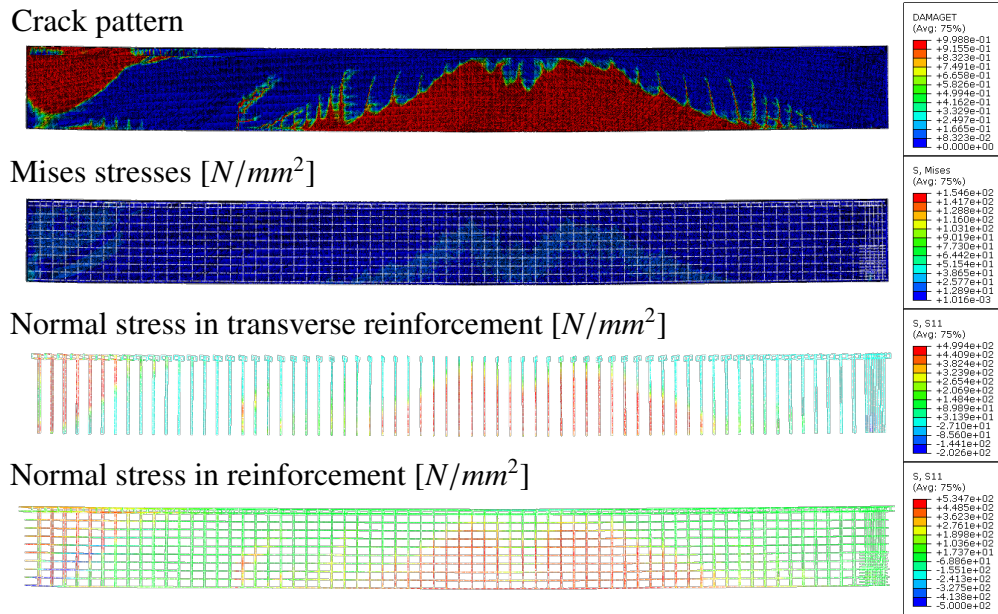 Crack pattern
DAMAGET
(Avg: 75%)
+9.988e-01
+9.155e-01
+8.323e-01
+7.491e-01
+6.658e-01
+5.826e-01
+4.994e-01
+4.162e-01
+3.329e-01
+2.497e-01
+1.665e-01
+8.323e-02
+0.000e+00
Mises stresses [N/mm²]
S, Mises
(Avg: 75%)
+1.546e+02
+1.417e+02
+1.288e+02
+1.160e+02
+1.031e+02
+9.019e+01
+7.730e+01
+6.442e+01
+5.154e+01
+3.865e+01
+2.577e+01
+1.289e+01
+1.016e-03
Normal stress in transverse reinforcement [N/mm²]
S, S11
(Avg: 75%)
+4.994e+02
+4.409e+02
+3.824e+02
+3.239e+02
+2.654e+02
+2.069e+02
+1.484e+02
+8.989e+01
+3.139e+01
-2.710e+01
-8.560e+01
-1.441e+02
-2.026e+02
Normal stress in reinforcement [N/mm²]
S, S11
(Avg: 75%)
+5.347e+02
+4.485e+02
+3.623e+02
+2.761e+02
+1.898e+02
+1.036e+02
+1.737e+01
-6.886e+01
-1.551e+02
-2.413e+02
-3.275e+02
-4.138e+02
-5.000e+02